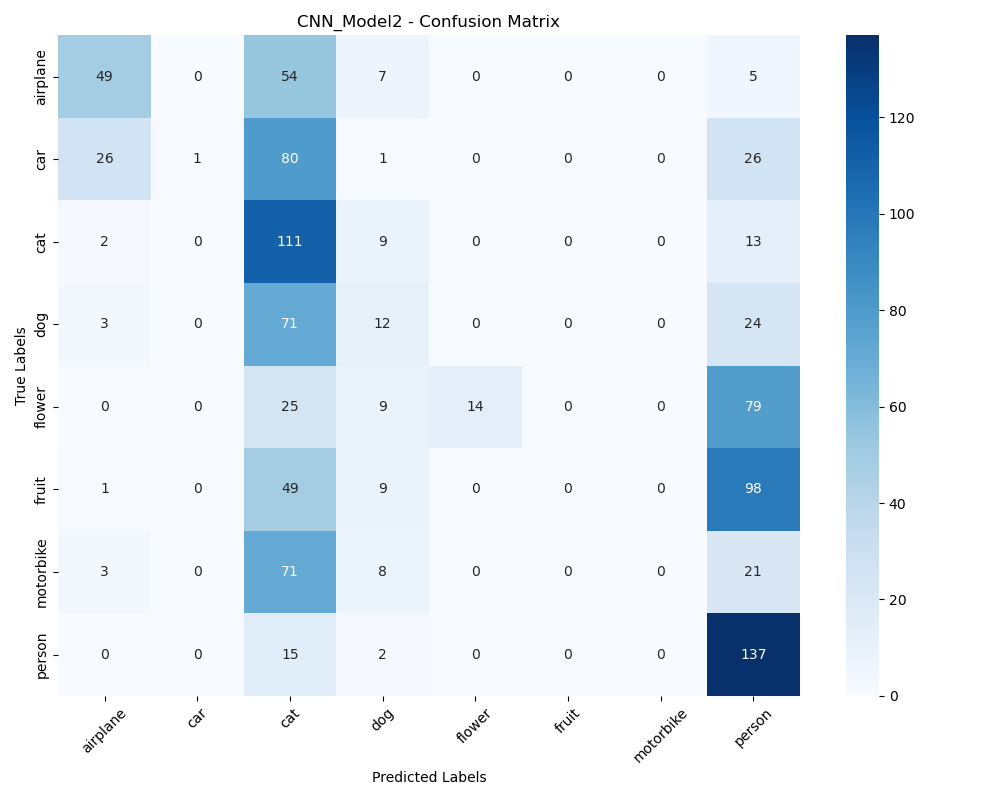 CNN_Model2 - Confusion Matrix
True Labels
airplane 49 0 54 7 0 0 0 5
car 26 1 80 1 0 0 0 26
cat 2 0 111 9 0 0 0 13
dog 3 0 71 12 0 0 0 24
flower 0 0 25 9 14 0 0 79
fruit 1 0 49 9 0 0 0 98
motorbike 3 0 71 8 0 0 0 21
person 0 0 15 2 0 0 0 137
airplane car cat dog flower fruit motorbike person
Predicted Labels
120
100
80
60
40
20
0